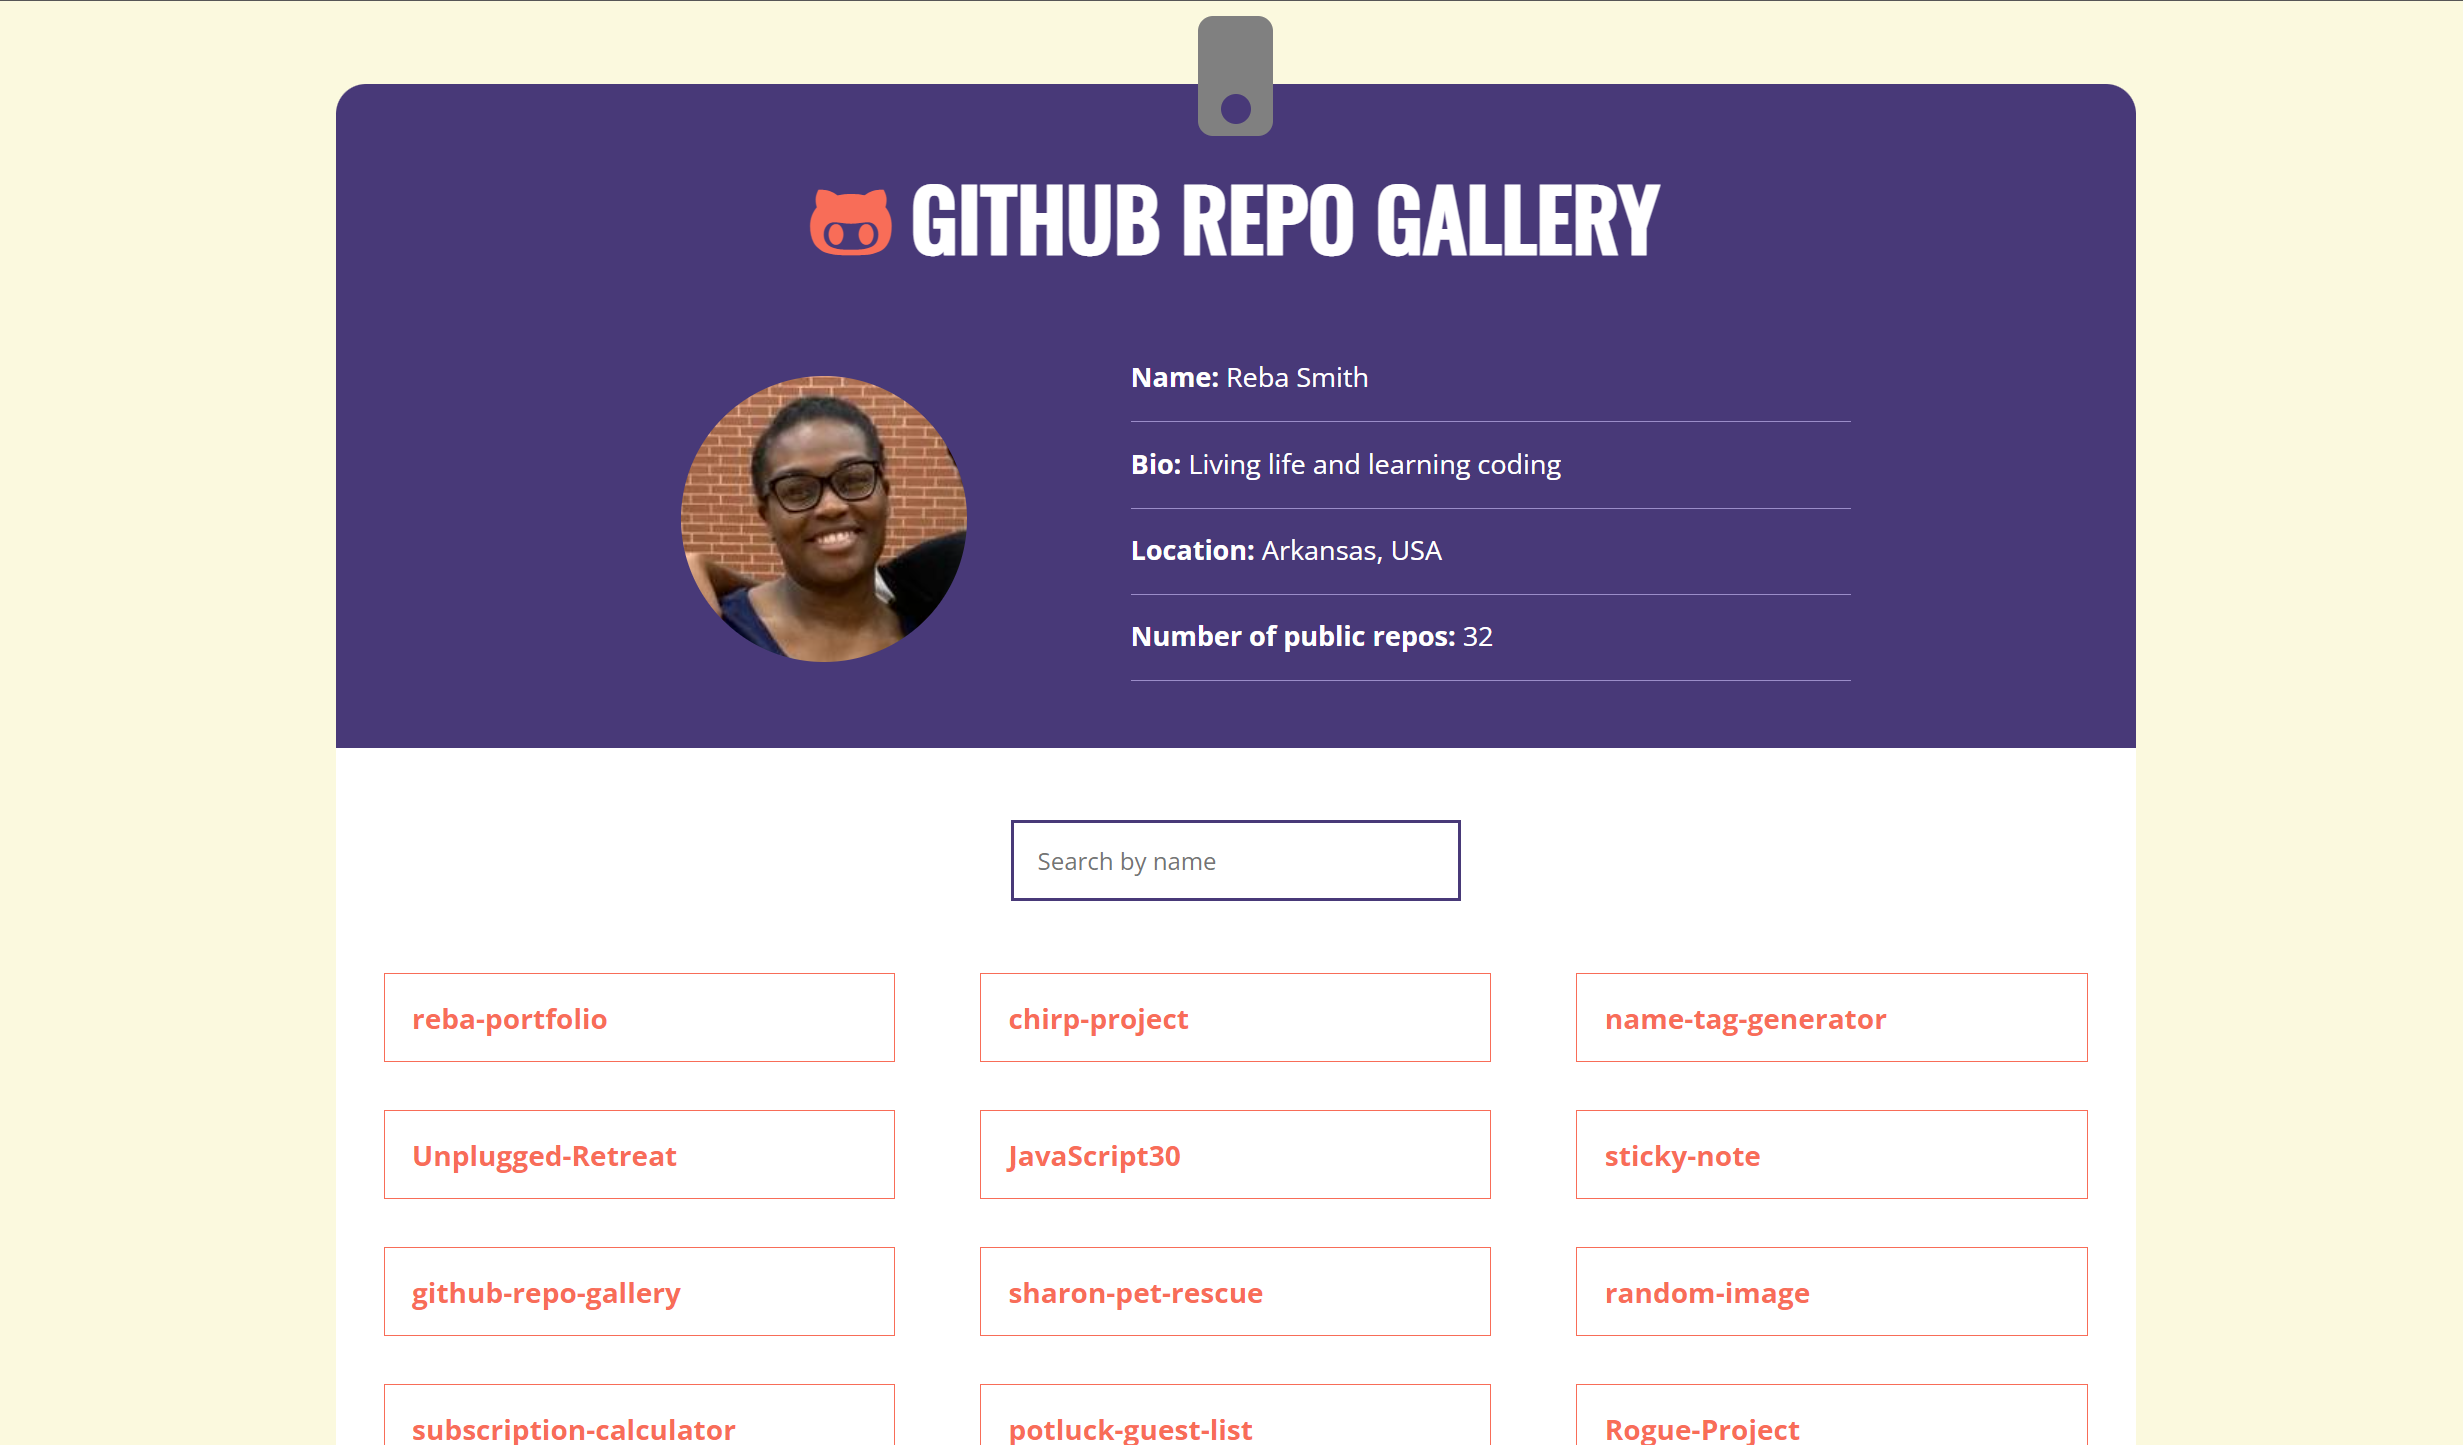 GITHUB REPO GALLERY
Name: Reba Smith
Bio: Living life and learning coding
Location: Arkansas, USA
Number of public repos: 32
Search by name
reba-portfolio
chirp-project
name-tag-generator
Unplugged-Retreat
JavaScript30
sticky-note
github-repo-gallery
sharon-pet-rescue
random-image
subscription-calculator
potluck-guest-list
Rogue-Project